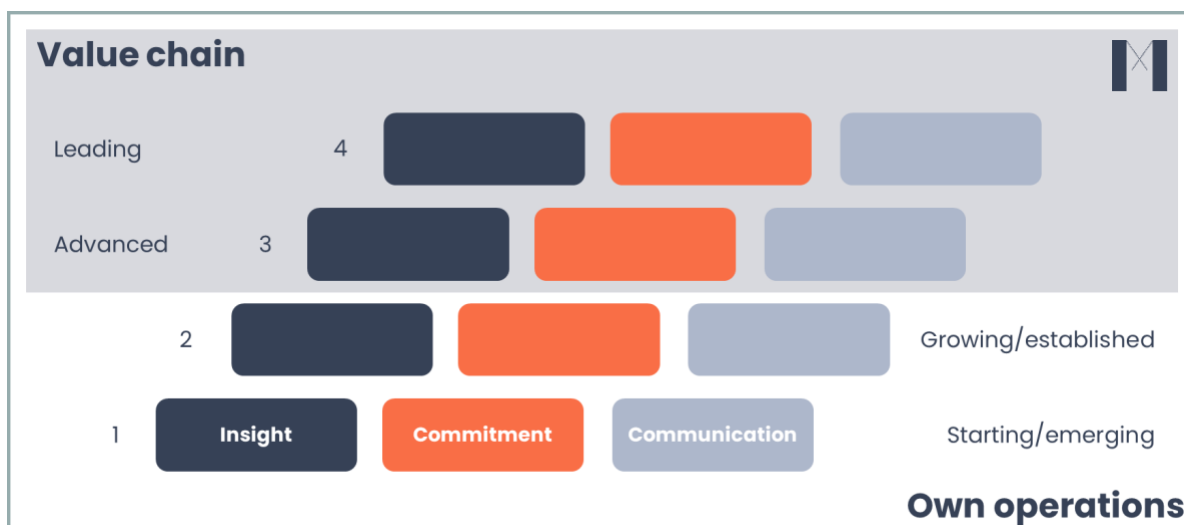 Value chain
Leading 4
Advanced 3
2 Growing/established
1 Insight Commitment Communication Starting/emerging
Own operations